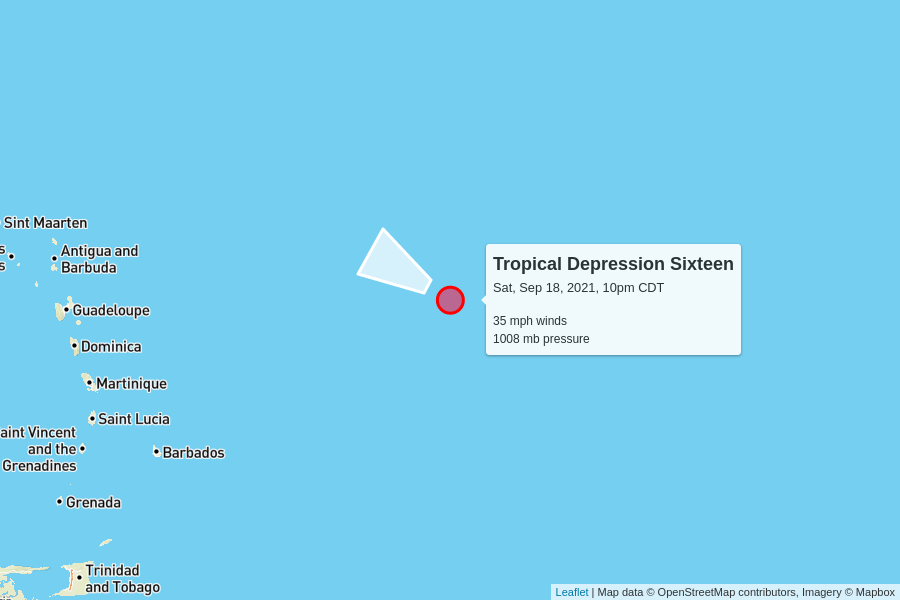 Sint Maarten
s
s
Antigua and
Barbuda
Guadeloupe
Dominica
Martinique
Saint Lucia
aint Vincent
and the
Grenadines
Barbados
Grenada
Trinidad
and Tobago
Tropical Depression Sixteen
Sat, Sep 18, 2021, 10pm CDT
35 mph winds
1008 mb pressure
Leaflet | Map data © OpenStreetMap contributors, Imagery © Mapbox